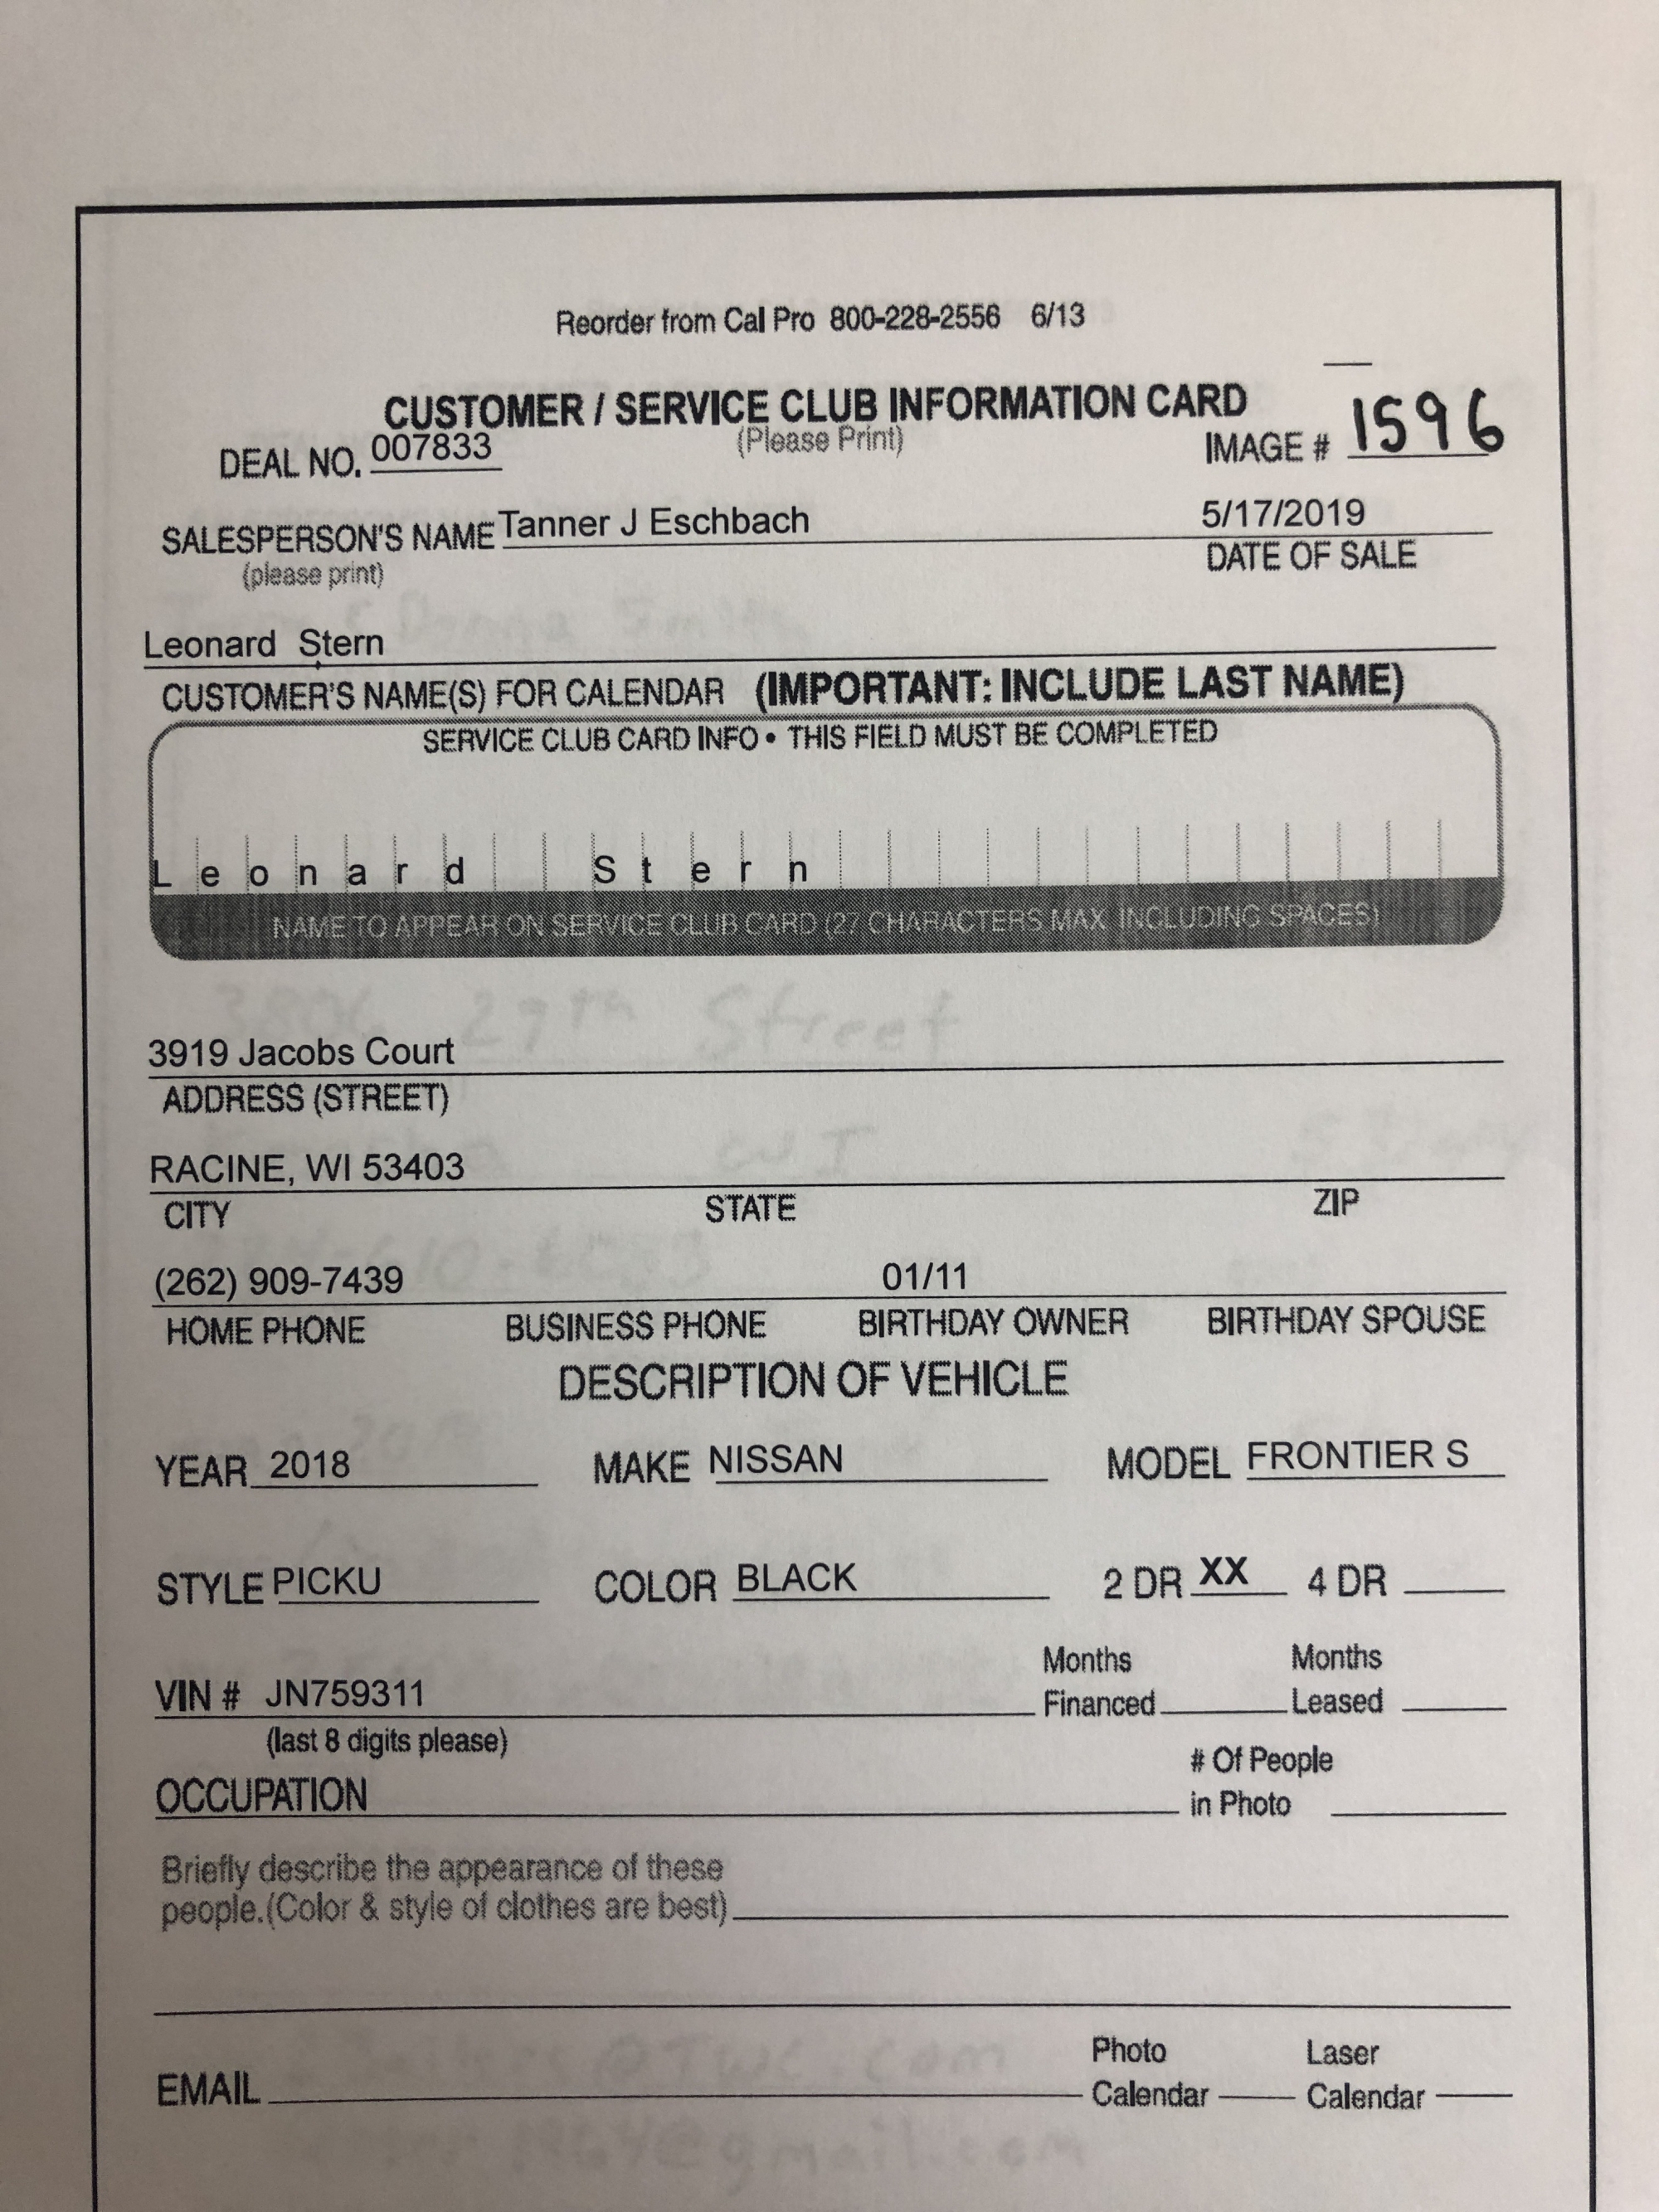 Reorder from Cal Pro 800-228-2556 6/13
CUSTOMER / SERVICE CLUB INFORMATION CARD
(Please Print)
DEAL NO. 007833 IMAGE # 1596
SALESPERSON'S NAME Tanner J Eschbach 5/17/2019
(please print) DATE OF SALE
Leonard Stern
CUSTOMER'S NAME(S) FOR CALENDAR (IMPORTANT: INCLUDE LAST NAME)
SERVICE CLUB CARD INFO • THIS FIELD MUST BE COMPLETED
Leonard Stern
NAME TO APPEAR ON SERVICE CLUB CARD (27 CHARACTERS MAX INCLUDING SPACES)
3919 Jacobs Court
ADDRESS (STREET)
RACINE, WI 53403
CITY STATE ZIP
(262) 909-7439 01/11
HOME PHONE BUSINESS PHONE BIRTHDAY OWNER BIRTHDAY SPOUSE
DESCRIPTION OF VEHICLE
YEAR 2018 MAKE NISSAN MODEL FRONTIER S
STYLE PICKU COLOR BLACK 2 DR XX 4 DR
Months Months
VIN # JN759311 Financed Leased
(last 8 digits please)
# Of People
OCCUPATION in Photo
Briefly describe the appearance of these
people.(Color & style of clothes are best)
Photo Laser
EMAIL Calendar Calendar